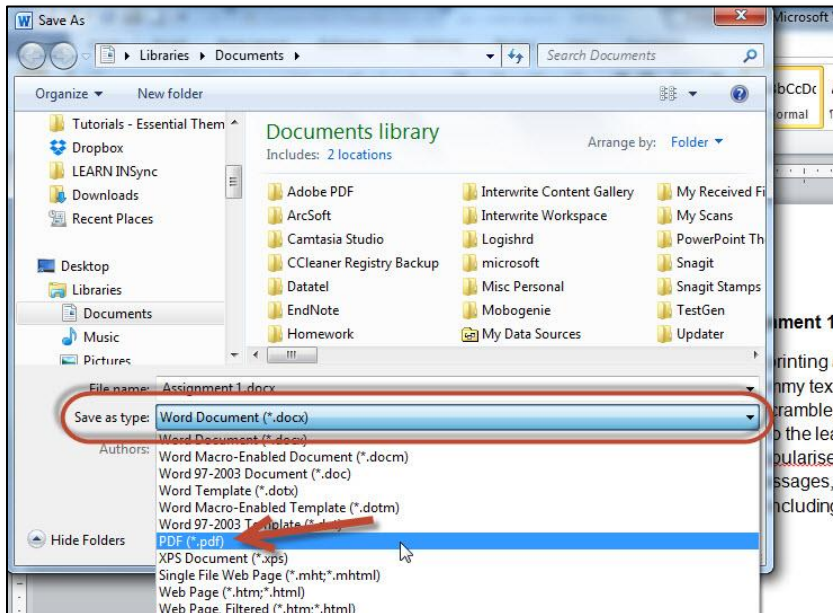 Save As
Microsoft
Libraries Documents
Search Documents
Organize
New folder
Tutorials - Essential Them
Dropbox
LEARN INSync
Downloads
Recent Places
Desktop
Libraries
Documents
Music
Pictures
Documents library
Includes: 2 locations
Arrange by: Folder
Adobe PDF
ArcSoft
Camtasia Studio
CCleaner Registry Backup
Datatel
EndNote
Homework
Interwrite Content Gallery
Interwrite Workspace
Logishrd
microsoft
Misc Personal
Mobogenie
My Data Sources
My Received Fi
My Scans
PowerPoint Th
Snagit
Snagit Stamps
TestGen
Updater
File name: Assignment 1.docx
Save as type: Word Document (*.docx)
Authors:
Word Document (*.docx)
Word Macro-Enabled Document (*.docm)
Word 97-2003 Document (*.doc)
Word Template (*.dotx)
Word Macro-Enabled Template (*.dotm)
Word 97-2003 Template (*.dot)
PDF (*.pdf)
XPS Document (*.xps)
Single File Web Page (*.mht;*.mhtml)
Web Page (*.htm;*.html)
Web Page, Filtered (*.htm;*.html)
Hide Folders
bCcDc
ormal
nment 1
rinting
my tex
cramble
o the lea
pularise
ssages,
ncluding